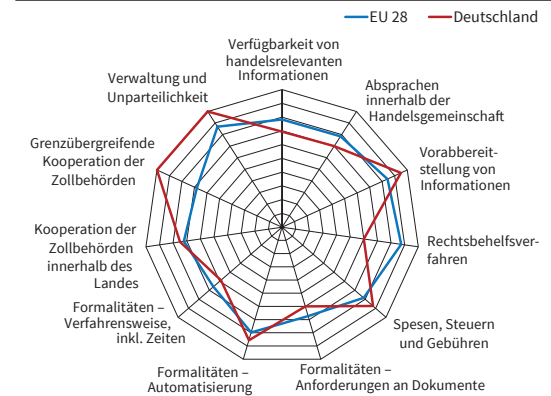 EU 28
Deutschland
Verfügbarkeit von
handelsrelevanten
Informationen
Absprachen
innerhalb der
Handelsgemeinschaft
Vorabbereit-
stellung von
Informationen
Rechtsbehelfsver-
fahren
Spesen, Steuern
und Gebühren
Formalitäten –
Anforderungen an Dokumente
Formalitäten –
Automatisierung
Formalitäten –
Verfahrensweise,
inkl. Zeiten
Kooperation der
Zollbehörden
innerhalb des
Landes
Grenzübergreifende
Kooperation der
Zollbehörden
Verwaltung und
Unparteilichkeit